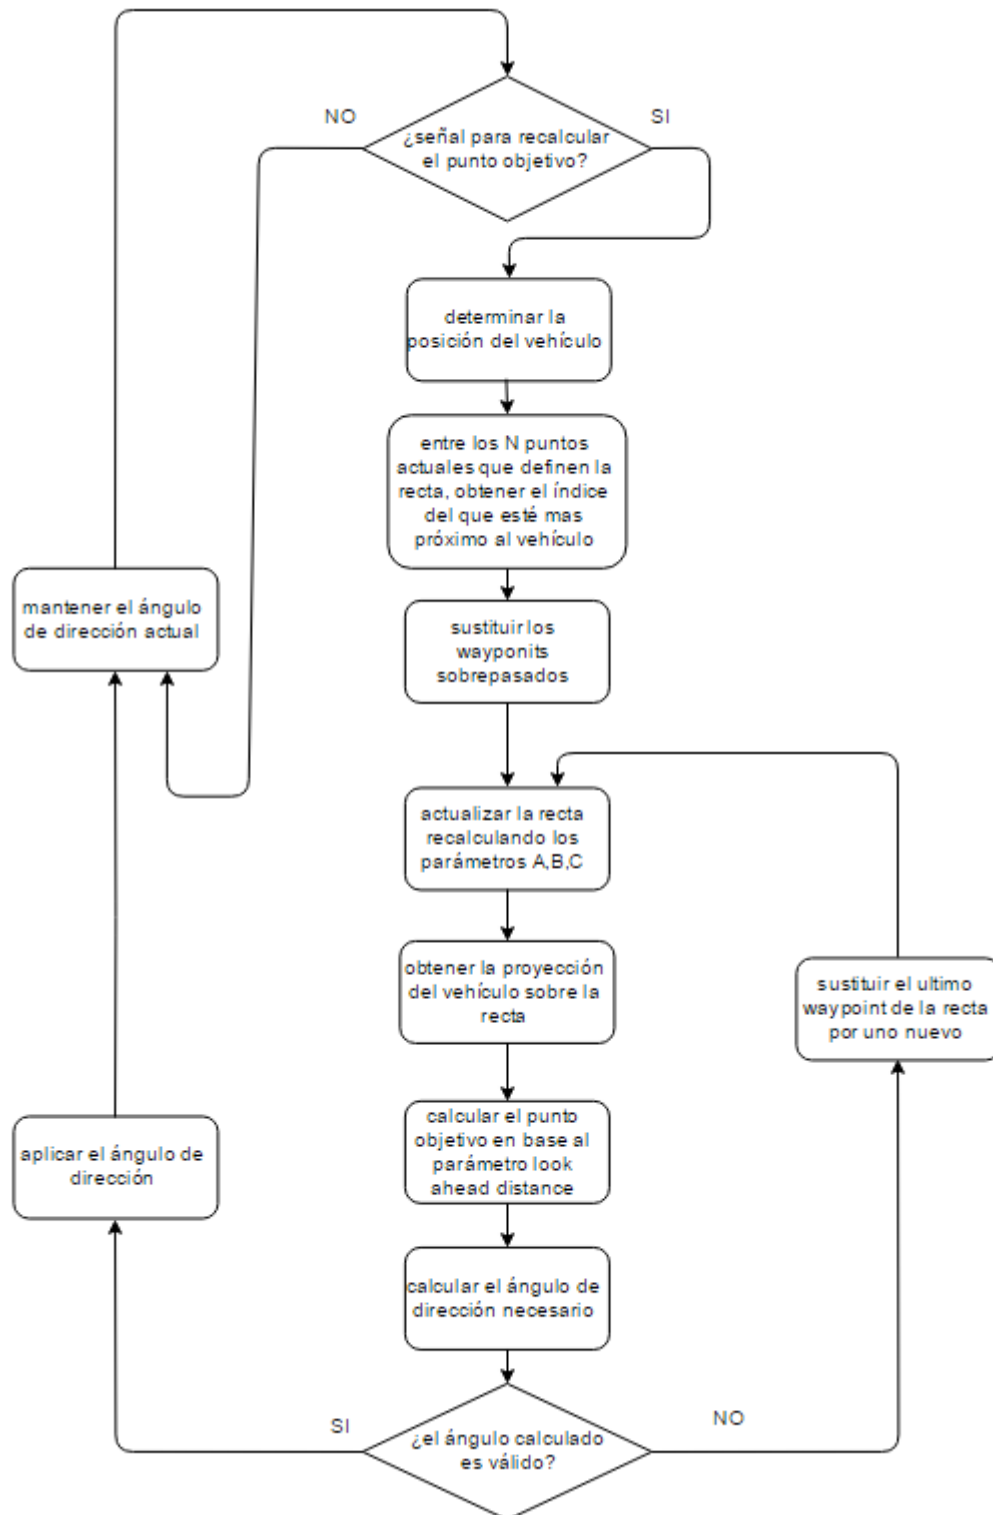 NO
SI
¿señal para recalcular
el punto objetivo?
determinar la
posición del vehículo
entre los N puntos
actuales que definen la
recta, obtener el índice
del que esté mas
próximo al vehículo
mantener el ángulo
de dirección actual
sustituir los
wayponits
sobrepasados
actualizar la recta
recalculando los
parámetros A,B,C
obtener la proyección
del vehículo sobre la
recta
sustituir el ultimo
waypoint de la recta
por uno nuevo
calcular el punto
objetivo en base al
parámetro look
ahead distance
aplicar el ángulo de
dirección
calcular el ángulo de
dirección necesario
SI
NO
¿el ángulo calculado
es válido?